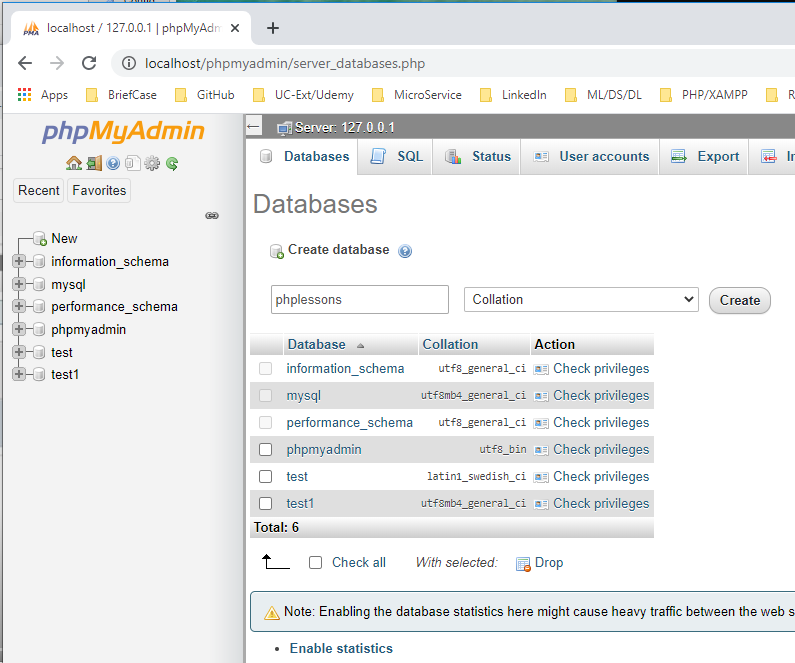 localhost / 127.0.0.1 | phpMyAdm
localhost/phpmyadmin/server_databases.php
Apps BriefCase GitHub UC-Ext/Udemy MicroService LinkedIn ML/DS/DL PHP/XAMPP R
phpMyAdmin
Recent Favorites
New
information_schema
mysql
performance_schema
phpmyadmin
test
test1
Server: 127.0.0.1
Databases SQL Status User accounts Export
Databases
Create database
phplessons Collation Create
Database Collation Action
information_schema utf8_general_ci Check privileges
mysql utf8mb4_general_ci Check privileges
performance_schema utf8_general_ci Check privileges
phpmyadmin utf8_bin Check privileges
test latin1_swedish_ci Check privileges
test1 utf8mb4_general_ci Check privileges
Total: 6
Check all With selected: Drop
Note: Enabling the database statistics here might cause heavy traffic between the web s
Enable statistics